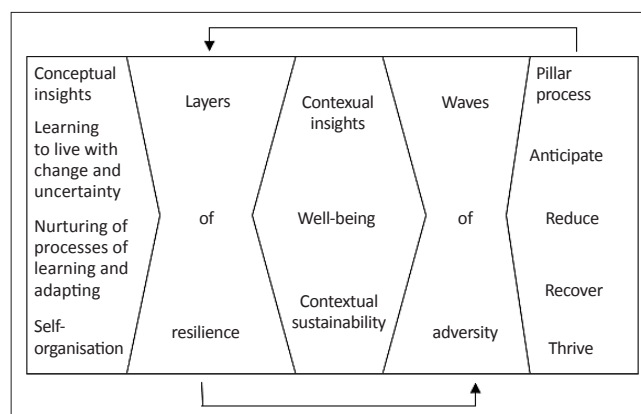 Conceptual
insights
Learning
to live with
change and
uncertainty
Nurturing of
processes of
learning and
adapting
Self-
organisation
Layers
of
resilience
Contexual
insights
Well-being
Contextual
sustainability
Waves
of
adversity
Pillar
process
Anticipate
Reduce
Recover
Thrive